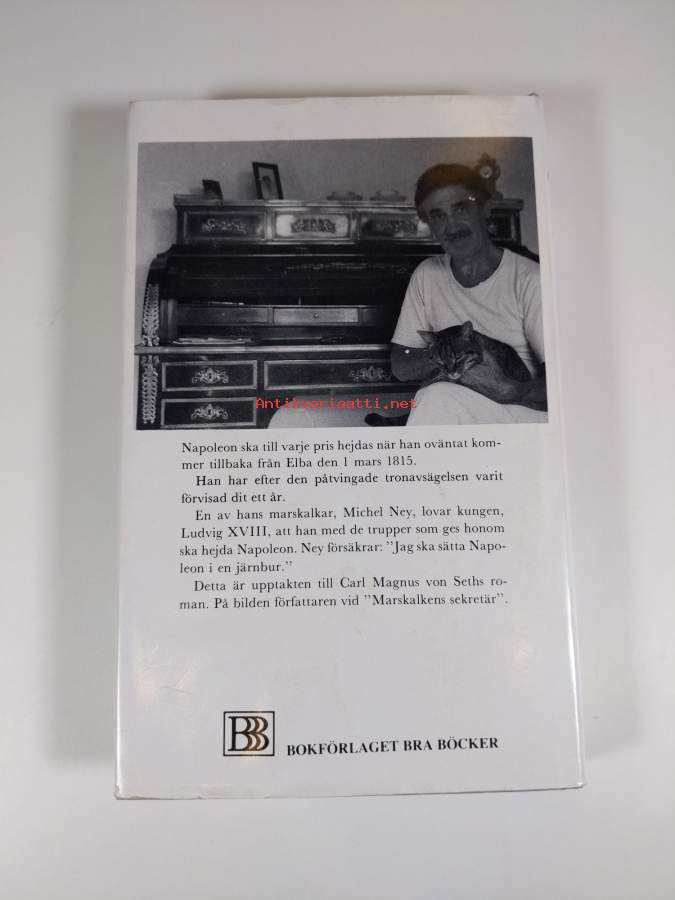 Antikvariaatti.net
Napoleon ska till varje pris hejdas när han oväntat kom-
mer tillbaka från Elba den 1 mars 1815.
Han har efter den påtvingade tronavsägelsen varit
förvisad dit ett år.
En av hans marskalkar, Michel Ney, lovar kungen,
Ludvig XVIII, att han med de trupper som ges honom
ska hejda Napoleon. Ney försäkrar: ”Jag ska sätta Napo-
leon i en järnbur.”
Detta är upptakten till Carl Magnus von Seths ro-
man. På bilden författaren vid ”Marskalkens sekretär”.
BBB
BOKFÖRLAGET BRA BÖCKER